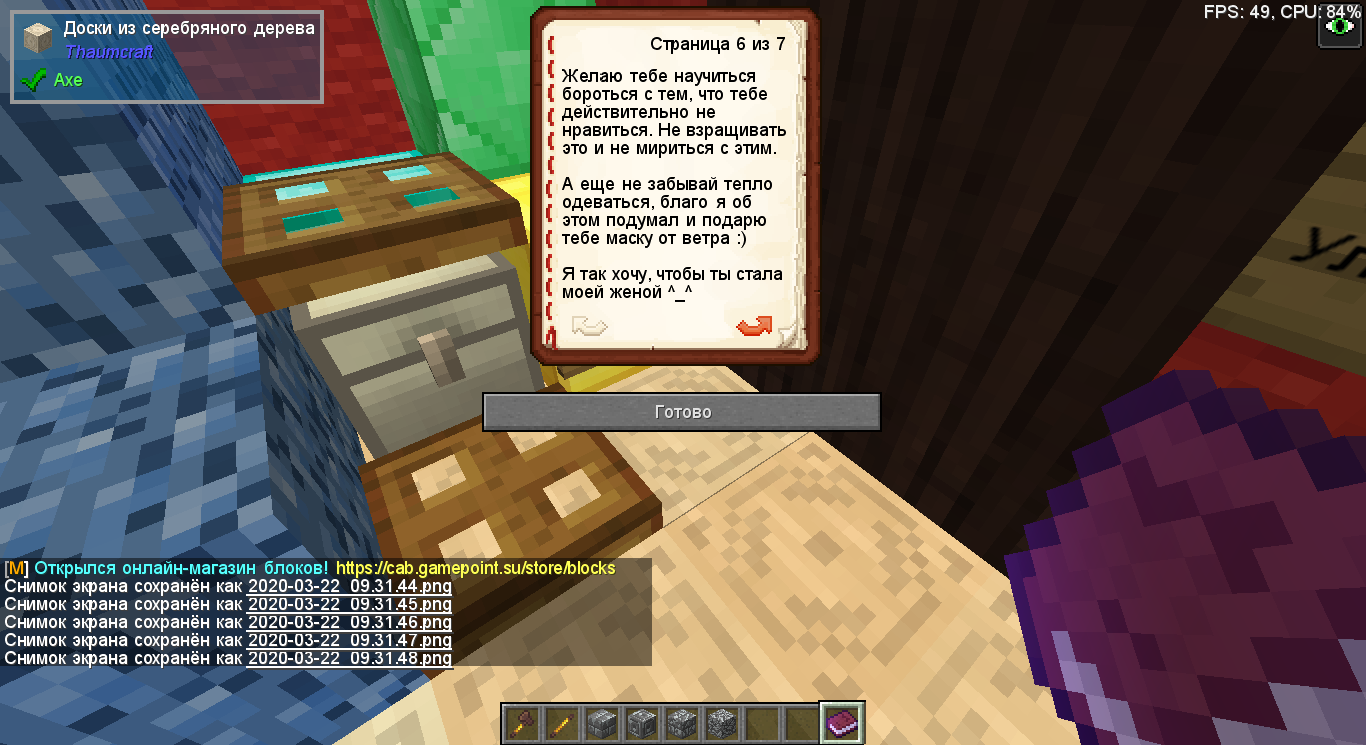 FPS: 49, CPU: 84%
Доски из серебряного дерева
Thaumcraft
Axe
Страница 6 из 7
Желаю тебе научиться
бороться с тем, что тебе
действительно не
нравиться. Не взращивать
это и не мириться с этим.
А еще не забывай тепло
одеваться, благо я об
этом подумал и подарю
тебе маску от ветра :)
Я так хочу, чтобы ты стала
моей женой ^_^
Готово
[M] Открылся онлайн-магазин блоков! https://cab.gamepoint.su/store/blocks
Снимок экрана сохранён как 2020-03-22_09.31.44.png
Снимок экрана сохранён как 2020-03-22_09.31.45.png
Снимок экрана сохранён как 2020-03-22_09.31.46.png
Снимок экрана сохранён как 2020-03-22_09.31.47.png
Снимок экрана сохранён как 2020-03-22_09.31.48.png